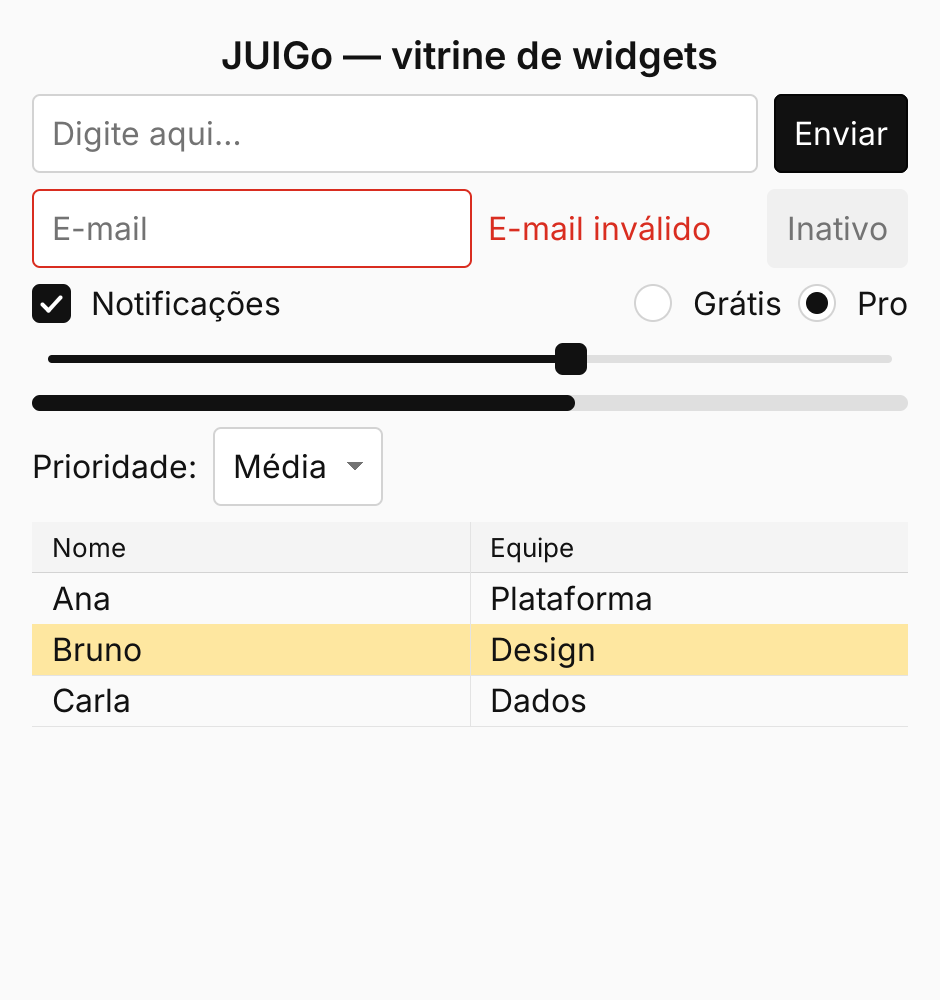 JUIGo — vitrine de widgets
Digite aqui... Enviar
E-mail E-mail inválido Inativo
Notificações Grátis Pro
Prioridade: Média
Nome Equipe
Ana Plataforma
Bruno Design
Carla Dados